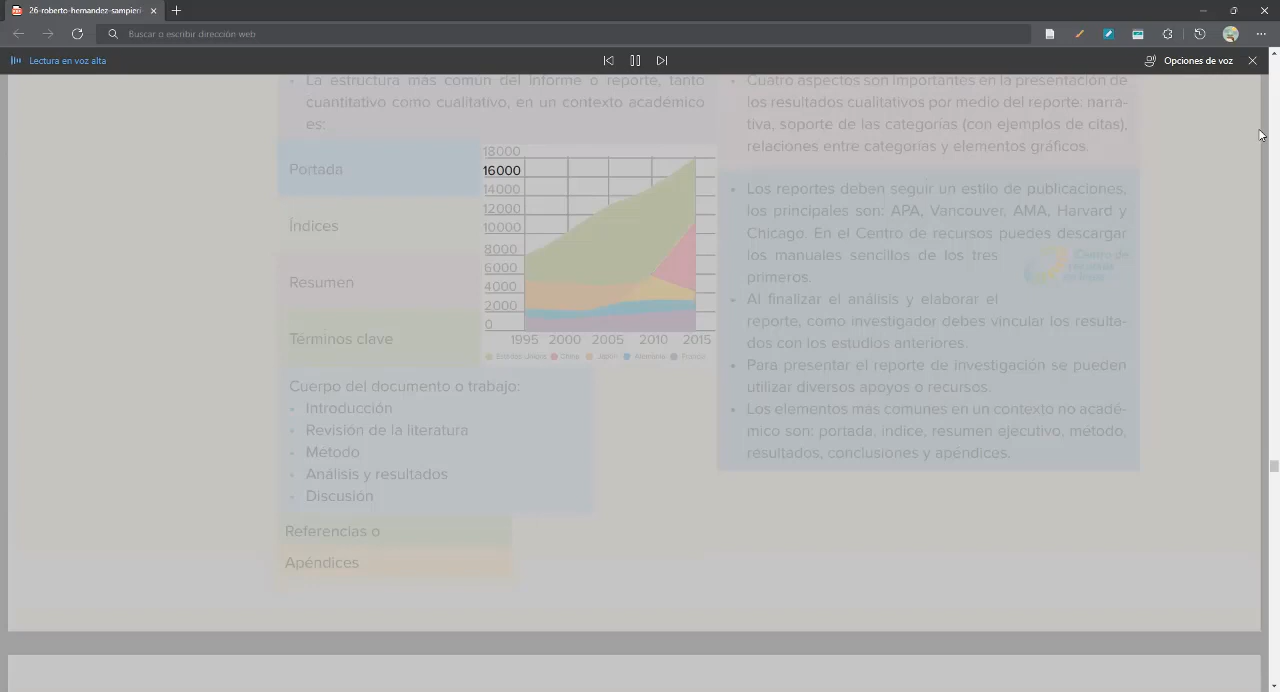 26-roberto-hernandez-sampieri-
Buscar o escribir dirección web
Lectura en voz alta
Opciones de voz
La estructura más común del informe o reporte, tanto
cuantitativo como cualitativo, en un contexto académico
es:
Portada
Índices
Resumen
Términos clave
Cuerpo del documento o trabajo:
Introducción
Revisión de la literatura
Método
Análisis y resultados
Discusión
Referencias o
Apéndices
18000
16000
14000
12000
10000
8000
6000
4000
2000
0
1995 2000 2005 2010 2015
China Japón Alemania Francia
Cuatro aspectos son importantes en la presentación de
los resultados cualitativos por medio del reporte: narra-
tiva, soporte de las categorías (con ejemplos de citas),
relaciones entre categorías y elementos gráficos.
• Los reportes deben seguir un estilo de publicaciones,
los principales son: APA, Vancouver, AMA, Harvard y
Chicago. En el Centro de recursos puedes descargar
los manuales sencillos de los tres
primeros.
Centro de
recursos
• Al finalizar el análisis y elaborar el
reporte, como investigador debes vincular los resulta-
dos con los estudios anteriores.
• Para presentar el reporte de investigación se pueden
utilizar diversos apoyos o recursos.
• Los elementos más comunes en un contexto no acadé-
mico son: portada, índice, resumen ejecutivo, método,
resultados, conclusiones y apéndices.